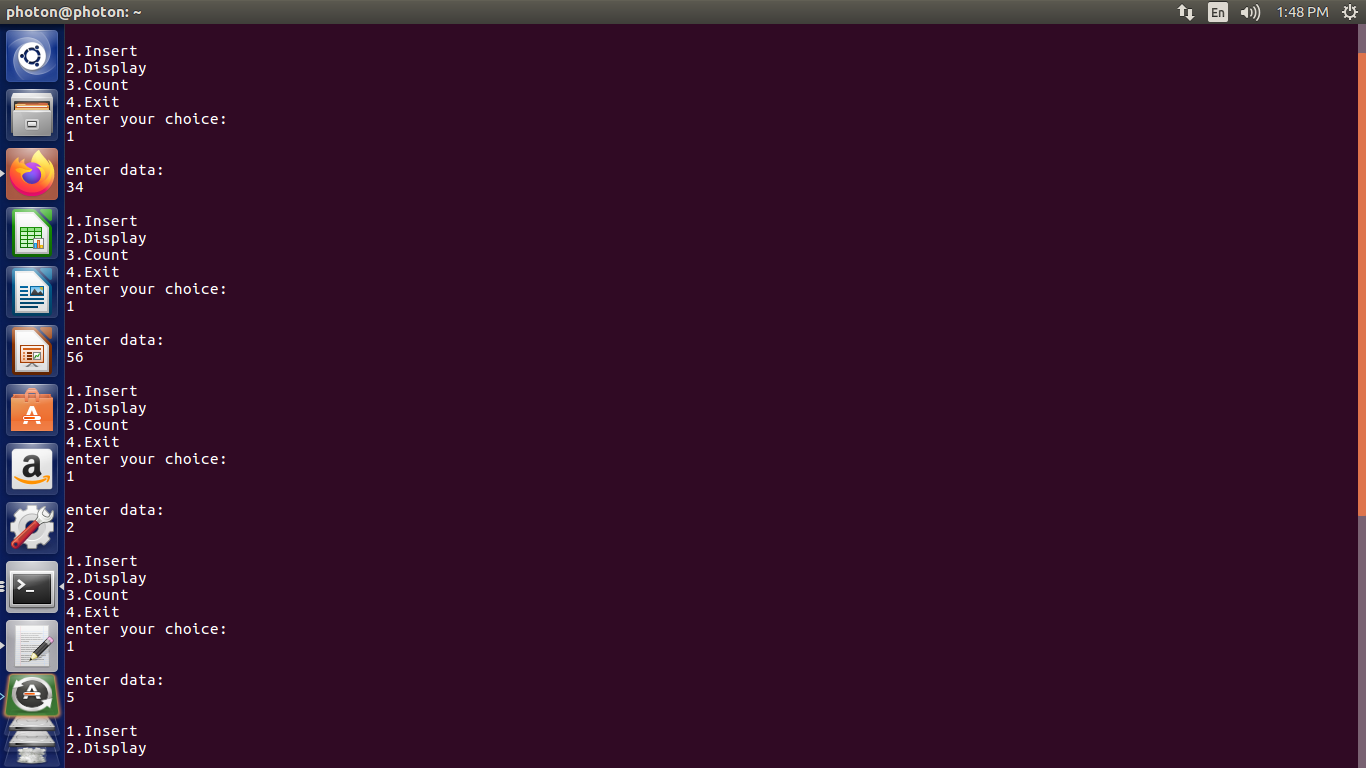 photon@photon: ~
En
1:48 PM
1.Insert
2.Display
3.Count
4.Exit
enter your choice:
1
enter data:
34
1.Insert
2.Display
3.Count
4.Exit
enter your choice:
1
enter data:
56
1.Insert
2.Display
3.Count
4.Exit
enter your choice:
1
enter data:
2
1.Insert
2.Display
3.Count
4.Exit
enter your choice:
1
enter data:
5
1.Insert
2.Display